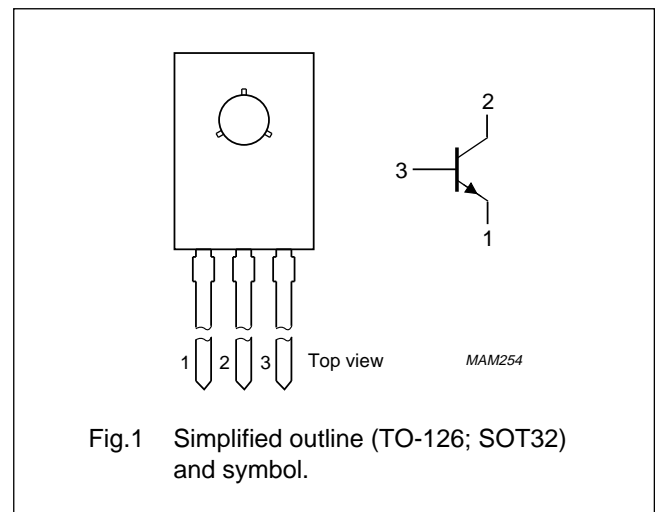 2
3
1
1
2
3
Top view
MAM254
Fig.1 Simplified outline (TO-126; SOT32)
and symbol.